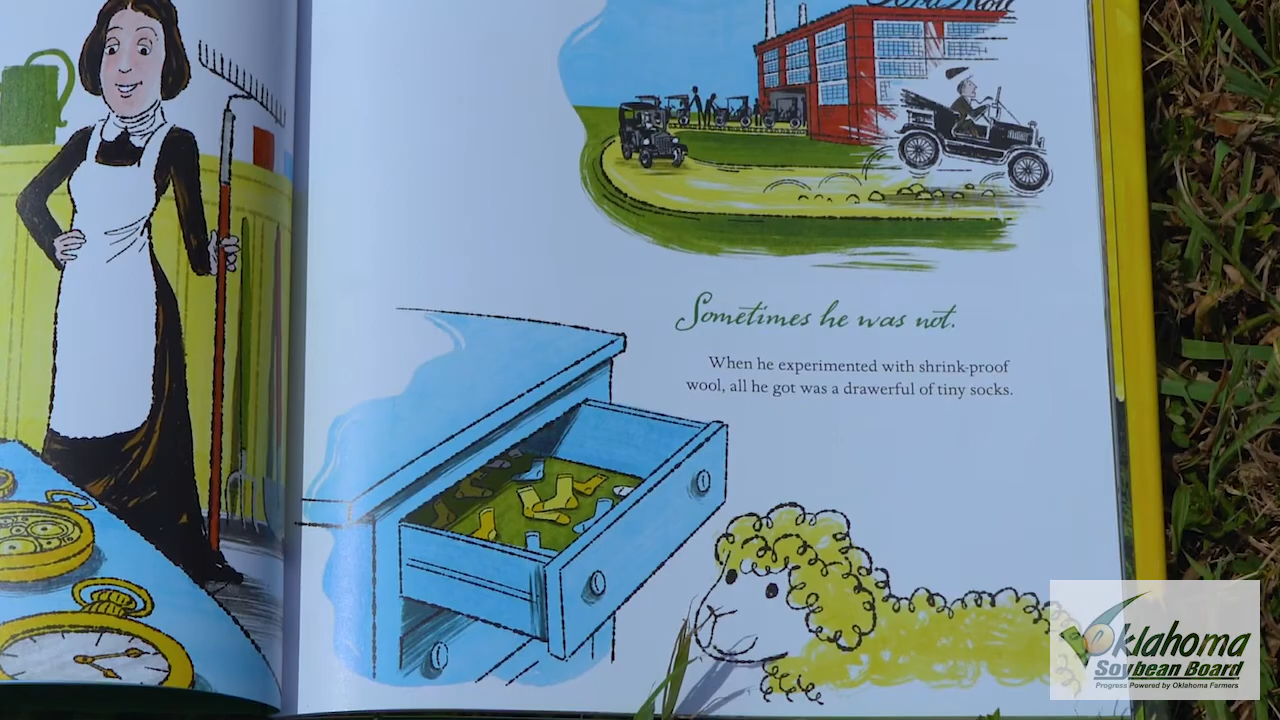 Sometimes he was not.
When he experimented with shrink-proof
wool, all he got was a drawerful of tiny socks.
Oklahoma
Soybean Board
Progress Powered by Oklahoma Farmers